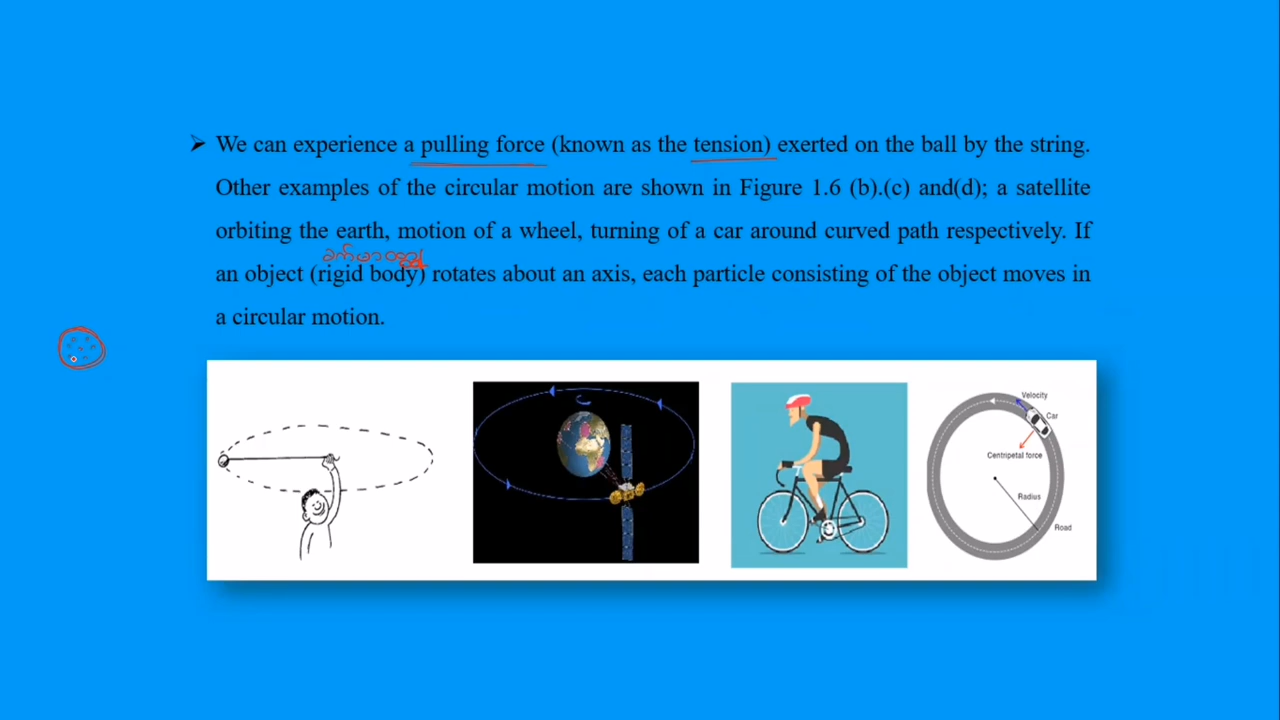 We can experience a pulling force (known as the tension) exerted on the ball by the string.
Other examples of the circular motion are shown in Figure 1.6 (b).(c) and(d); a satellite
orbiting the earth, motion of a wheel, turning of a car around curved path respectively. If
an object (rigid body) rotates about an axis, each particle consisting of the object moves in
a circular motion.
Velocity
Car
Centripetal force
Radius
Road